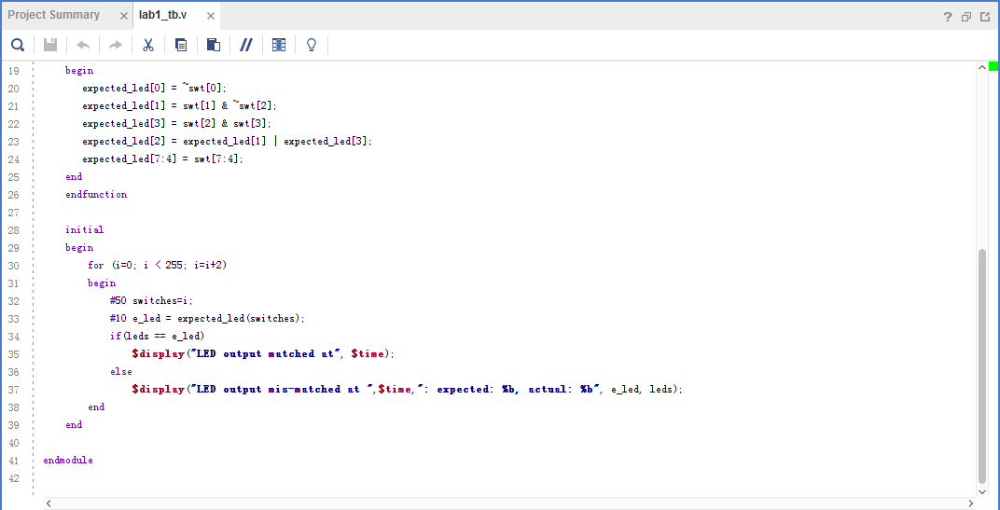 Project Summary × lab1_tb.v ×
?
19 begin
20 expected_led[0] = ~swt[0];
21 expected_led[1] = swt[1] & ~swt[2];
22 expected_led[3] = swt[2] & swt[3];
23 expected_led[2] = expected_led[1] | expected_led[3];
24 expected_led[7:4] = swt[7:4];
25 end
26 endfunction
27
28 initial
29 begin
30 for (i=0; i < 255; i=i+2)
31 begin
32 #50 switches=i;
33 #10 e_led = expected_led(switches);
34 if(leds == e_led)
35 $display("LED output matched at", $time);
36 else
37 $display("LED output mis-matched at ",$time,": expected: %b, actual: %b", e_led, leds);
38 end
39 end
40
41 endmodule
42